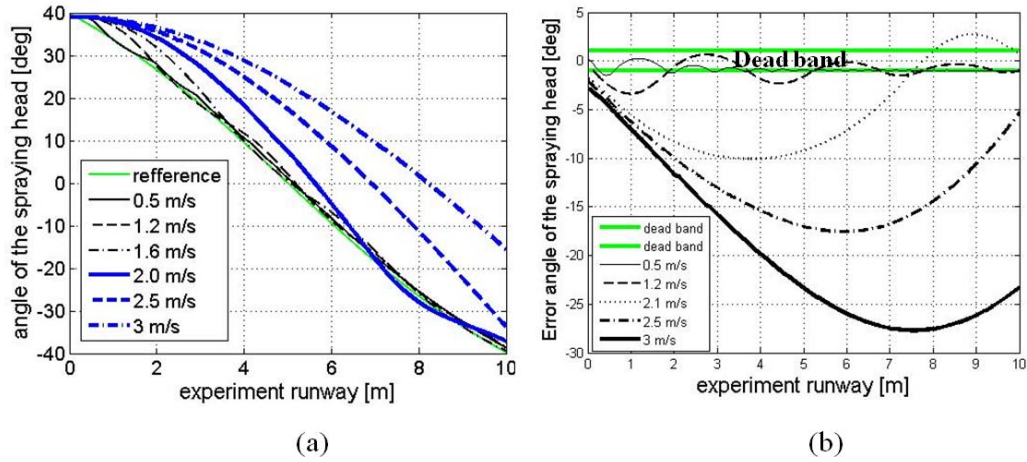 angle of the spraying head [deg]
40
30
20
10
0
-10
-20
-30
-40
refference
0.5 m/s
1.2 m/s
1.6 m/s
2.0 m/s
2.5 m/s
3 m/s
0 2 4 6 8 10
experiment runway [m]
(a)
Error angle of the spraying head [deg]
5
0
5
-10
-15
-20
-25
-30
Dead band
dead band
dead band
0.5 m/s
1.2 m/s
2.1 m/s
2.5 m/s
3 m/s
0 1 2 3 4 5 6 7 8 9 10
experiment runway [m]
(b)